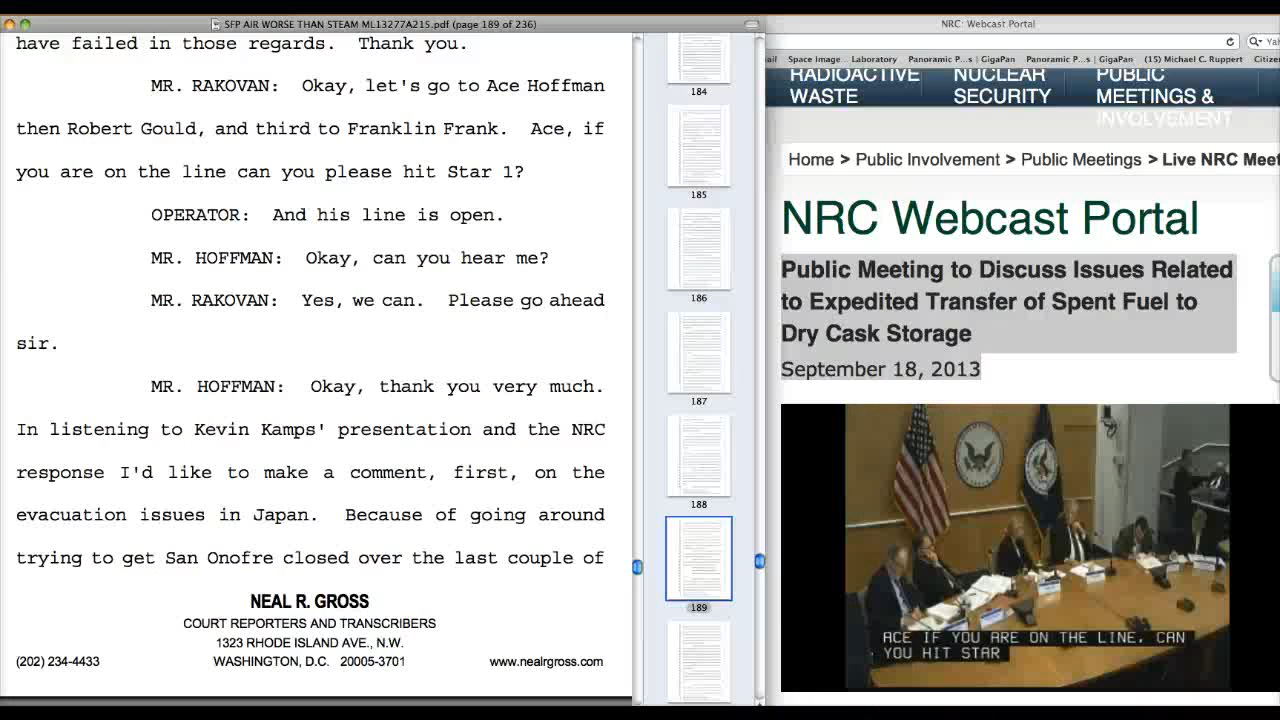 SFP AIR WORSE THAN STEAM ML13277A215.pdf (page 189 of 236)
have failed in those regards. Thank you.
MR. RAKOVAN: Okay, let's go to Ace Hoffman
then Robert Gould, and third to Franklin Frank. Ace, if
you are on the line can you please hit Star 1?
OPERATOR: And his line is open.
MR. HOFFMAN: Okay, can you hear me?
MR. RAKOVAN: Yes, we can. Please go ahead
sir.
MR. HOFFMAN: Okay, thank you very much.
n listening to Kevin Kamps' presentation and the NRC
response I'd like to make a comment first, on the
evacuation issues in Japan. Because of going around
rying to get San Onofre closed over the last couple of
NEAL R. GROSS
COURT REPORTERS AND TRANSCRIBERS
1323 RHODE ISLAND AVE., N.W.
(202) 234-4433 WASHINGTON, D.C. 20005-3701 www.nealrgross.com
184
185
186
187
188
189
NRC: Webcast Portal
Space Image Laboratory Panoramic P...s | GigaPan Panoramic P...s | GigaPan (15) Michael C. Ruppert Citizen
RADIOACTIVE WASTE
NUCLEAR SECURITY
PUBLIC MEETINGS & INVOLVEMENT
Home > Public Involvement > Public Meetings > Live NRC Mee
NRC Webcast Portal
Public Meeting to Discuss Issues Related
to Expedited Transfer of Spent Fuel to
Dry Cask Storage
September 18, 2013
ACE IF YOU ARE ON THE LINE, CAN
YOU HIT STAR